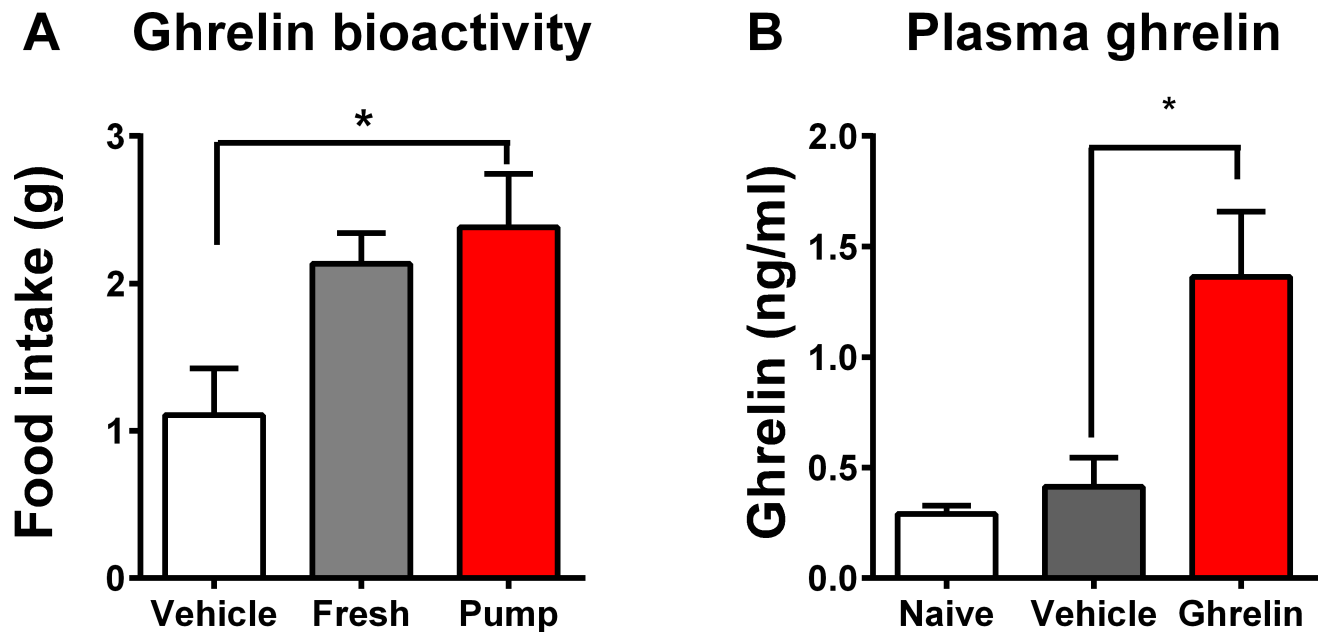 A Ghrelin bioactivity
*
Food intake (g)
3
2
1
0
Vehicle Fresh Pump
B Plasma ghrelin
*
Ghrelin (ng/ml)
2.0
1.5
1.0
0.5
0.0
Naive Vehicle Ghrelin